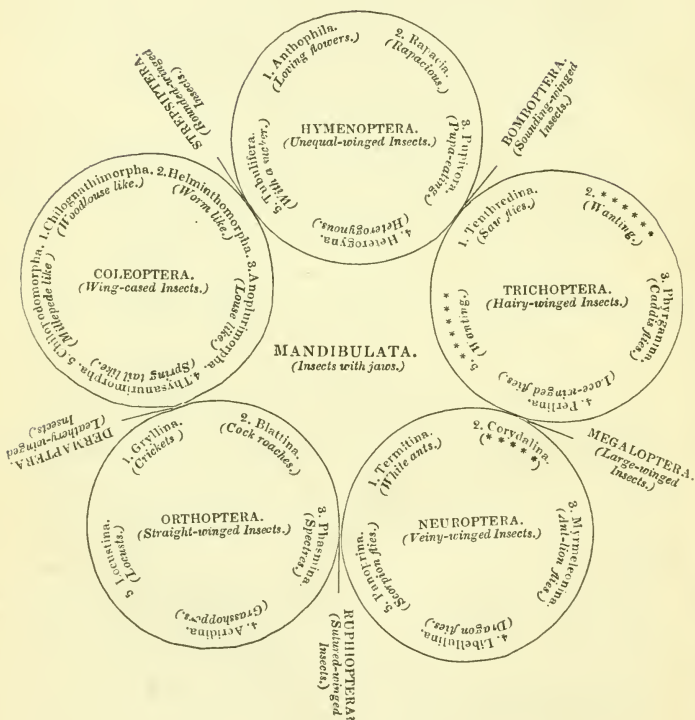 HYMENOPTERA.
(Unequal-winged Insects.)
1. Anthophila.
(Loving flowers.)
2. Rapacia.
(Rapacious.)
3. Pupivora.
(Pupa-eating.)
4. Heterogyna.
(Heterogynous.)
5. Tubulifera.
(With a sucker.)
BOMBOPTERA.
(Sounding-winged
Insects.)
TRICHOPTERA.
(Hairy-winged Insects.)
1. Tenthredina.
(Saw flies.)
2. * * * * * *
(Wanting.)
3. Phyrganina.
(Caddis flies.)
4. Perlina.
(Lace-winged flies.)
5. * * * * * *
(Wanting.)
MEGALOPTERA.
(Large-winged
Insects.)
NEUROPTERA.
(Veiny-winged Insects.)
1. Termitina.
(White ants.)
2. Corydalina.
(* * * * *)
3. Myrmeleonina.
(Ant-lion flies.)
4. Libellulina.
(Dragon flies.)
5. Panorina.
(Scorpion flies.)
(Sutured-winged
Insects.)
ORTHOPTERA.
(Straight-winged Insects.)
1. Gryllina.
(Crickets)
2. Blattina.
(Cock roaches.)
3. Phasmina.
(Spectres.)
4. Acridina.
(Grasshoppers.)
5 Locustina.
(Locusts.)
DERMAPTERA.
(Leathery-winged
Insects.)
COLEOPTERA.
(Wing-cased Insects.)
1. Chilognathimorpha.
(Woodlouse like.)
2. Helminthomorpha.
(Worm like.)
3. Anoplurimorpha.
(Louse like.)
4. Thysanurimorpha.
(Spring tail like.)
5. Chilopodomorpha.
(Millepede like)
STREPSIPTERA.
(Rounded-winged
Insects.)
MANDIBULATA.
(Insects with jaws.)